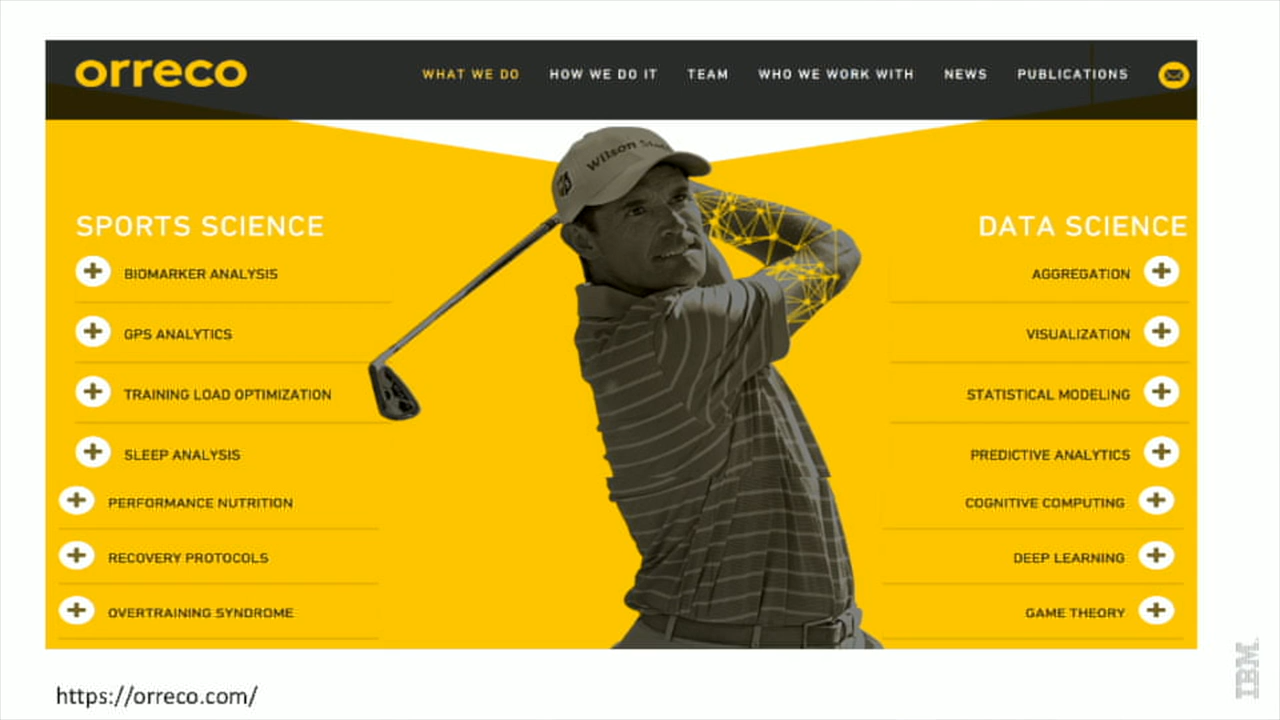 orreco
WHAT WE DO HOW WE DO IT TEAM WHO WE WORK WITH NEWS PUBLICATIONS
Wilson
SPORTS SCIENCE
BIOMARKER ANALYSIS
GPS ANALYTICS
TRAINING LOAD OPTIMIZATION
SLEEP ANALYSIS
PERFORMANCE NUTRITION
RECOVERY PROTOCOLS
OVERTRAINING SYNDROME
DATA SCIENCE
AGGREGATION
VISUALIZATION
STATISTICAL MODELING
PREDICTIVE ANALYTICS
COGNITIVE COMPUTING
DEEP LEARNING
GAME THEORY
https://orreco.com/
IBM